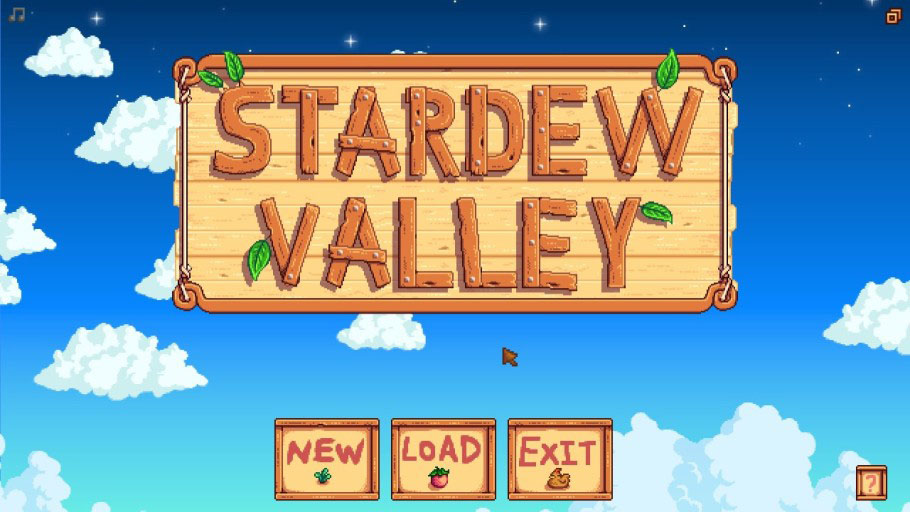 STARDEW
VALLEY
NEW
LOAD
EXIT
?